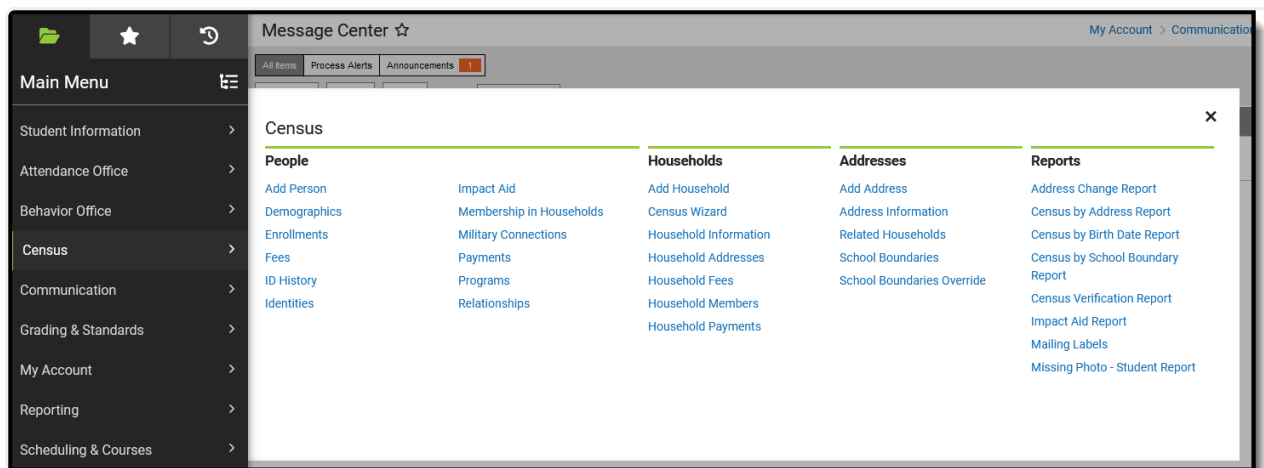 Message Center
My Account > Communication
All Items Process Alerts Announcements 1
Main Menu
Student Information
Attendance Office
Behavior Office
Census
Communication
Grading & Standards
My Account
Reporting
Scheduling & Courses
Census
People
Add Person
Demographics
Enrollments
Fees
ID History
Identities
Impact Aid
Membership in Households
Military Connections
Payments
Programs
Relationships
Households
Add Household
Census Wizard
Household Information
Household Addresses
Household Fees
Household Members
Household Payments
Addresses
Add Address
Address Information
Related Households
School Boundaries
School Boundaries Override
Reports
Address Change Report
Census by Address Report
Census by Birth Date Report
Census by School Boundary
Report
Census Verification Report
Impact Aid Report
Mailing Labels
Missing Photo - Student Report